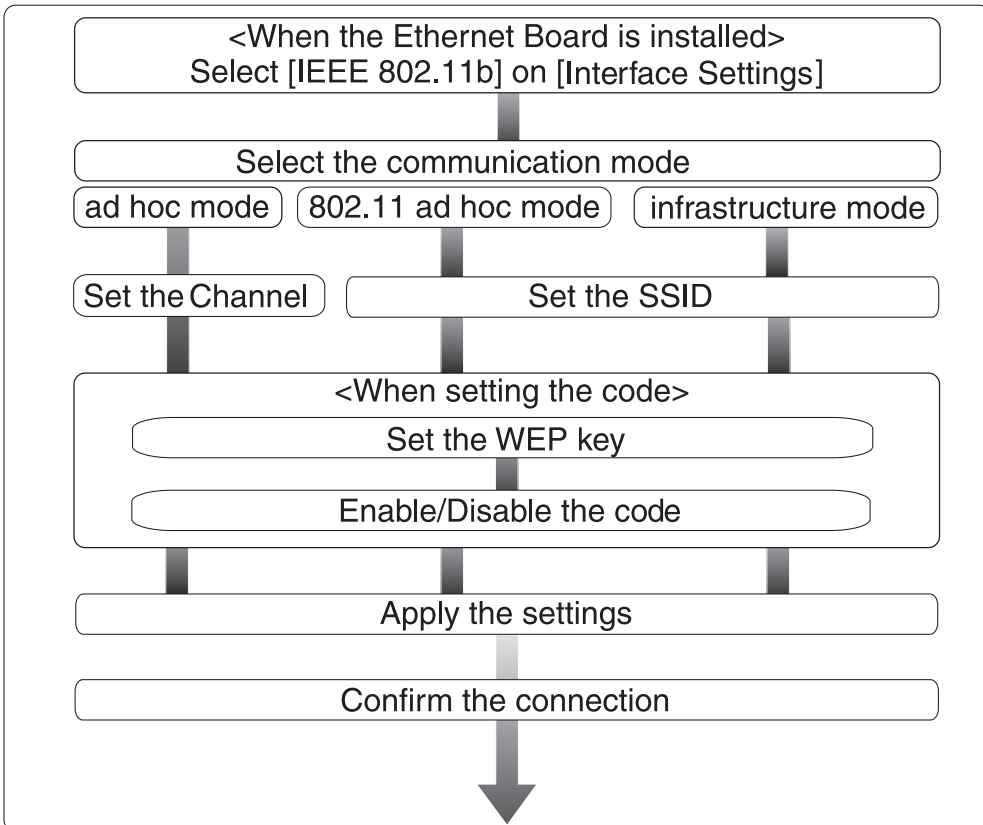 <When the Ethernet Board is installed>
Select [IEEE 802.11b] on [Interface Settings]
Select the communication mode
ad hoc mode
802.11 ad hoc mode
infrastructure mode
Set the Channel
Set the SSID
<When setting the code>
Set the WEP key
Enable/Disable the code
Apply the settings
Confirm the connection